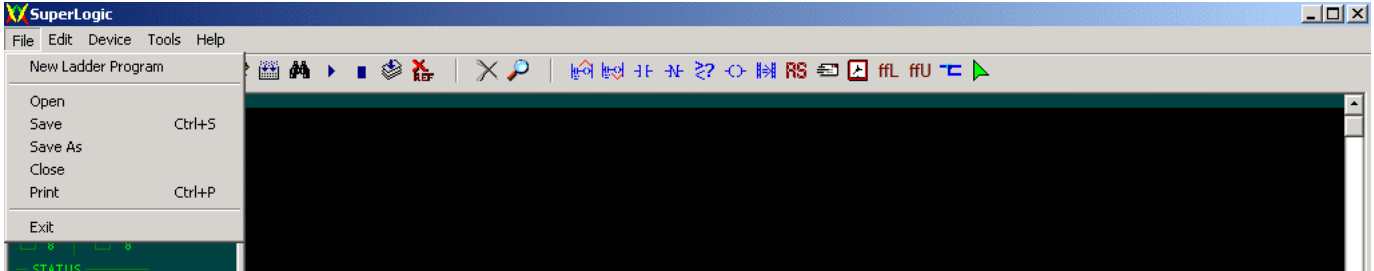 SuperLogic
File Edit Device Tools Help
New Ladder Program
X REF RS ffL ffU
Open
Save Ctrl+S
Save As
Close
Print Ctrl+P
Exit
8 8
STATUS